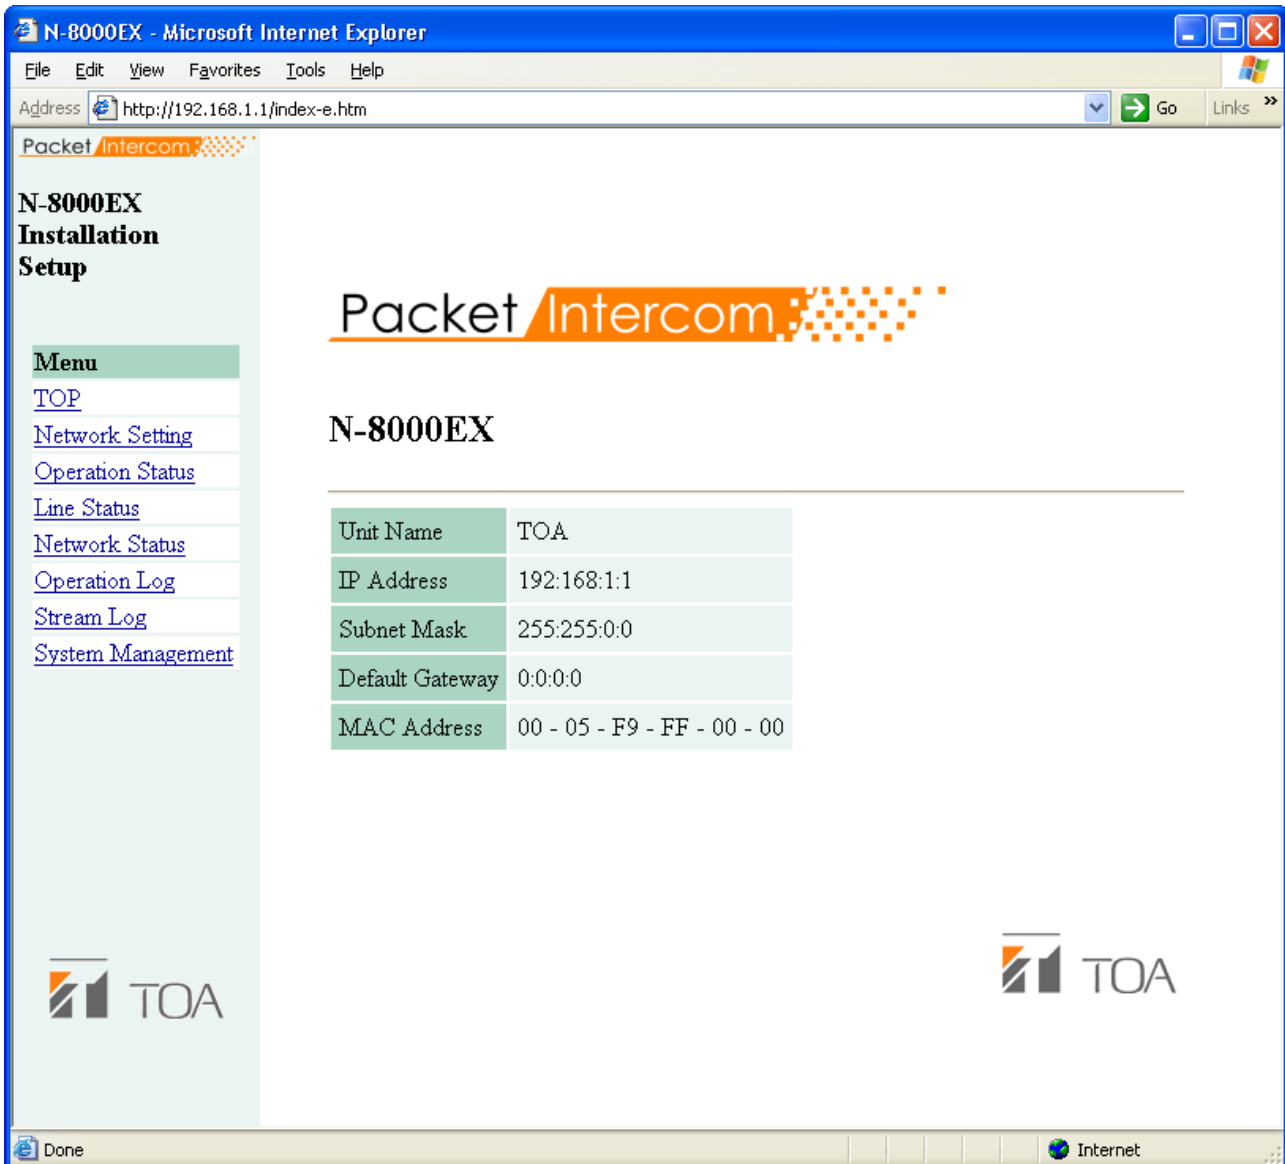 N-8000EX - Microsoft Internet Explorer
File Edit View Favorites Tools Help
Address http://192.168.1.1/index-e.htm Go Links »
Packet Intercom
N-8000EX
Installation
Setup
Menu
TOP
Network Setting
Operation Status
Line Status
Network Status
Operation Log
Stream Log
System Management
TOA
Packet Intercom
N-8000EX
Unit Name TOA
IP Address 192:168:1:1
Subnet Mask 255:255:0:0
Default Gateway 0:0:0:0
MAC Address 00 - 05 - F9 - FF - 00 - 00
TOA
Done Internet